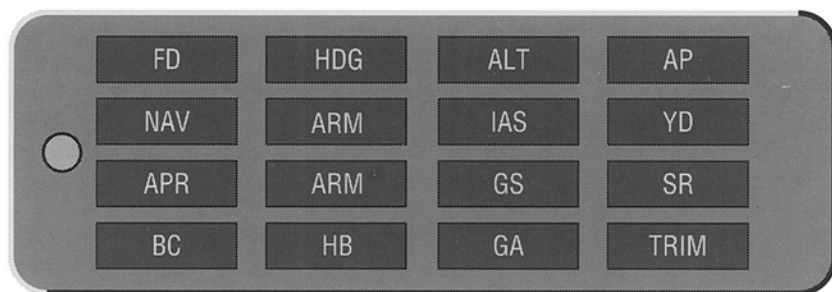 FD HDG ALT AP
NAV ARM IAS YD
APR ARM GS SR
BC HB GA TRIM